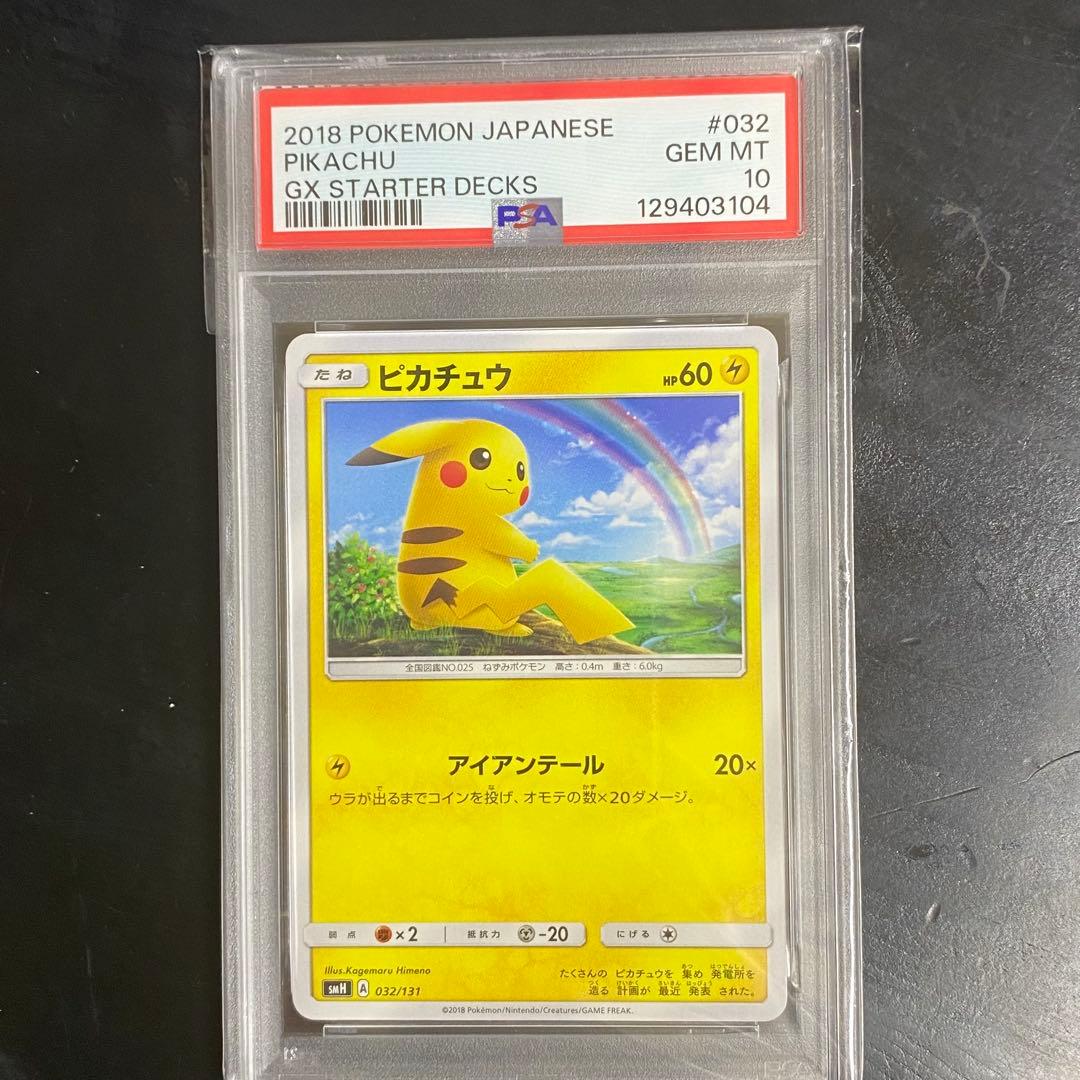 2018 POKEMON JAPANESE #032
PIKACHU GEM MT
GX STARTER DECKS 10
PSA 129403104
たね ピカチュウ HP60
全国図鑑NO.025 ねずみポケモン 高さ:0.4m 重さ:6.0kg
アイアンテール 20×
ウラが出るまでコインを投げ、オモテの数×20ダメージ。
弱点 ×2 抵抗力 -20 にげる
Illus.Kagemaru Himeno
SMH A 032/131
たくさんの ピカチュウを 集め 発電所を
造る 計画が 最近 発表 された。
©2018 Pokémon/Nintendo/Creatures/GAME FREAK.